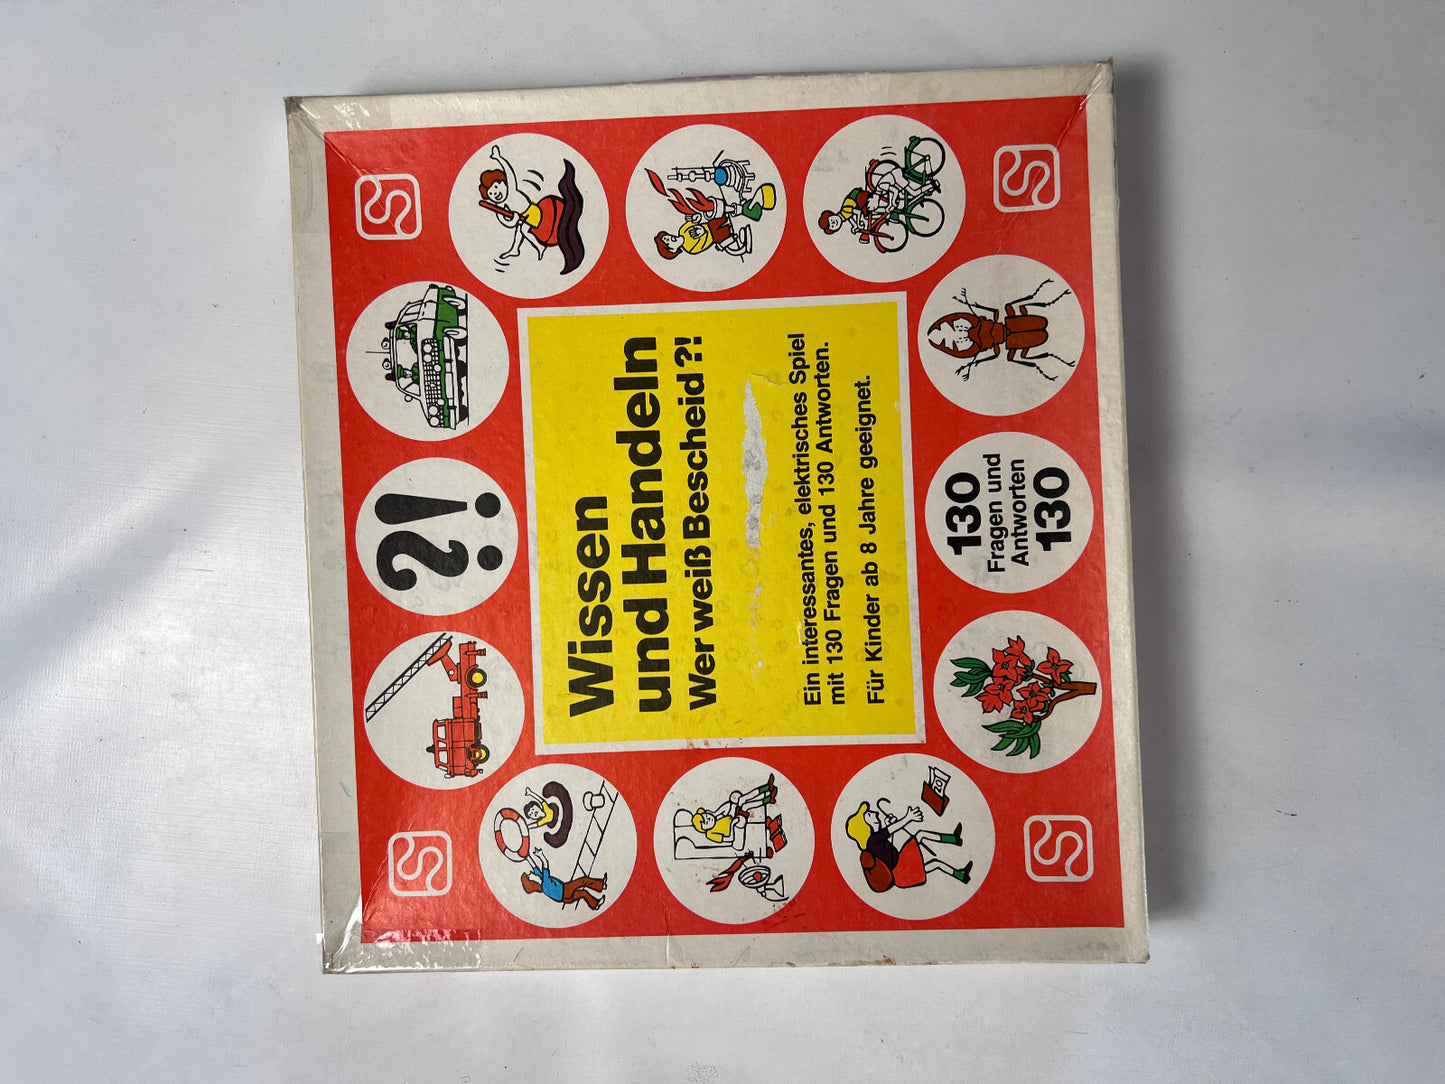 ?!
Wissen
und Handeln
Wer weiß Bescheid?!
Ein interessantes, elektrisches Spiel
mit 130 Fragen und 130 Antworten.
Für Kinder ab 8 Jahre geeignet.
130
Fragen und
Antworten
130